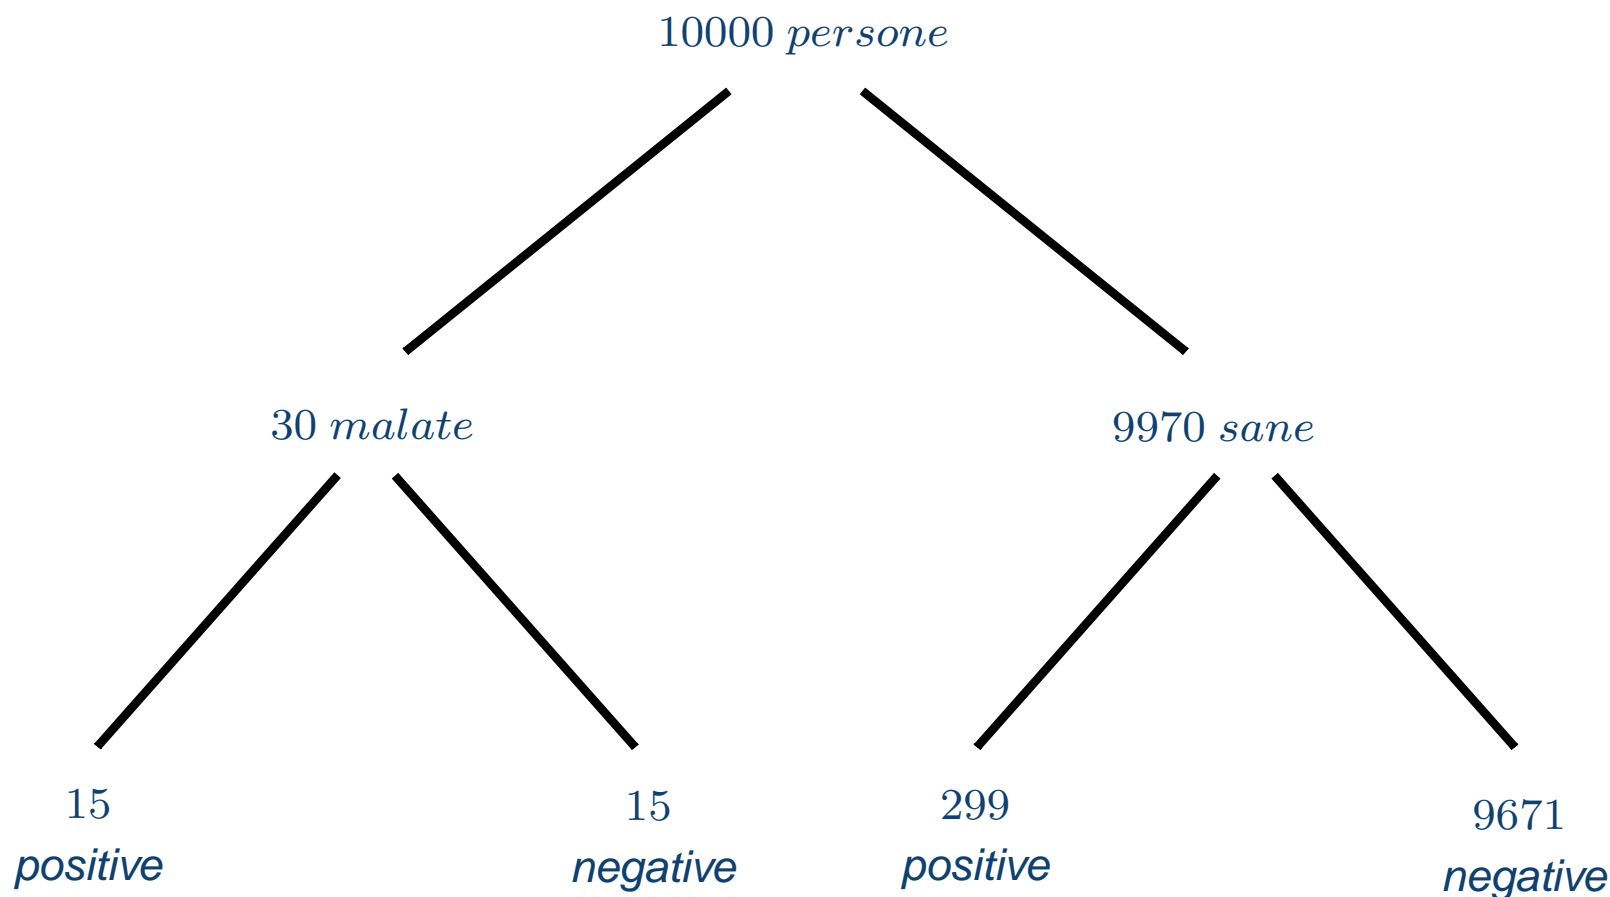 10000 persone
30 malate
9970 sane
15
positive
15
negative
299
positive
9671
negative